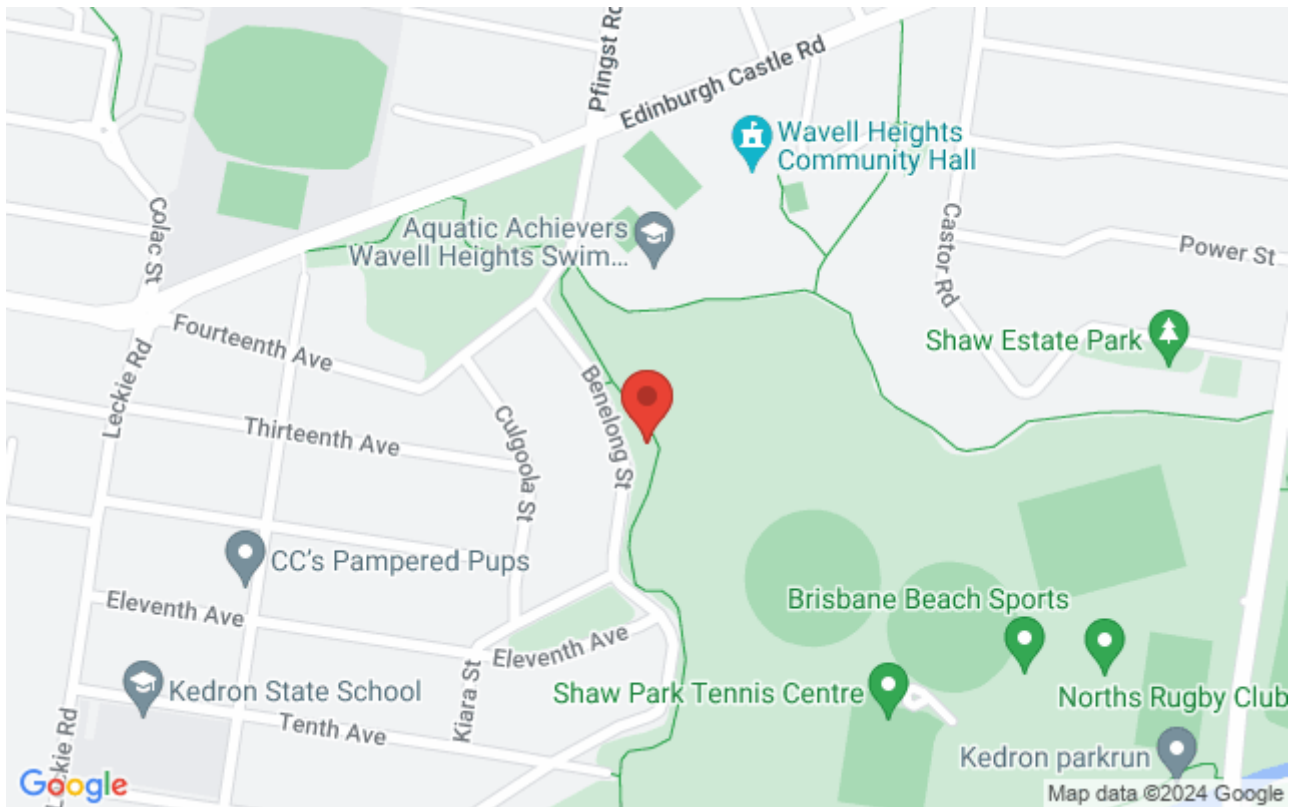 Pfingst Rd
Edinburgh Castle Rd
Wavell Heights
Community Hall
Colac St
Aquatic Achievers
Wavell Heights Swim...
Castor Rd
Power St
Fourteenth Ave
Shaw Estate Park
Leckie Rd
Benelong St
Thirteenth Ave
Culgoola St
CC's Pampered Pups
Eleventh Ave
Brisbane Beach Sports
Eleventh Ave
Kedron State School
Kiara St
Shaw Park Tennis Centre
Norths Rugby Club
Tenth Ave
Leckie Rd
Kedron parkrun
Google
Map data ©2024 Google